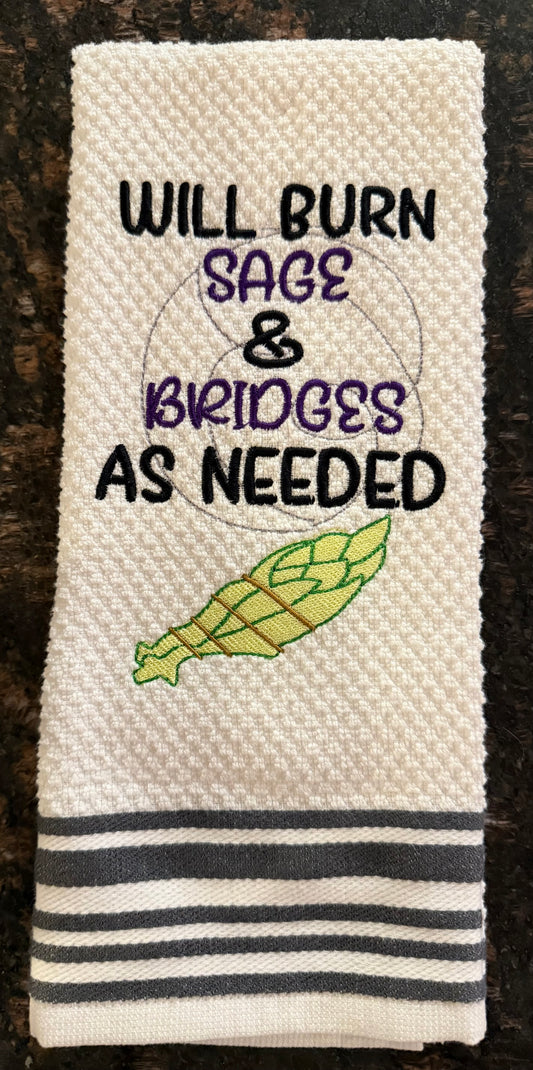 WILL BURN
SAGE
&
BRIDGES
AS NEEDED